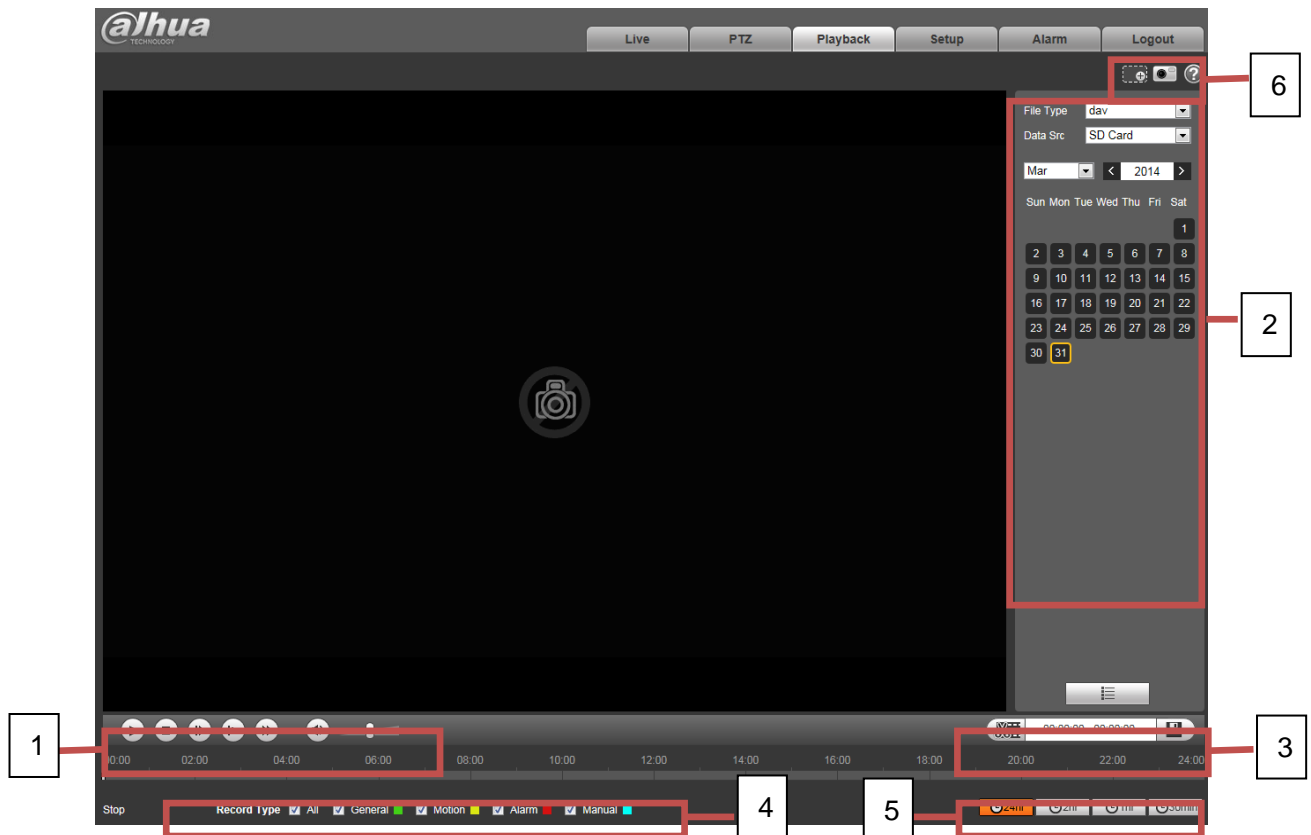 alhua
TECHNOLOGY
Live PTZ Playback Setup Alarm Logout
6
File Type dav
Data Src SD Card
Mar < 2014 >
Sun Mon Tue Wed Thu Fri Sat
1
2 3 4 5 6 7 8
9 10 11 12 13 14 15
16 17 18 19 20 21 22
23 24 25 26 27 28 29
30 31
2
1
00:00 02:00 04:00 06:00 08:00 10:00 12:00 14:00 16:00 18:00 20:00 22:00 24:00
3
Stop Record Type All General Motion Alarm Manual
4
5
24hr 2hr 1hr 30min